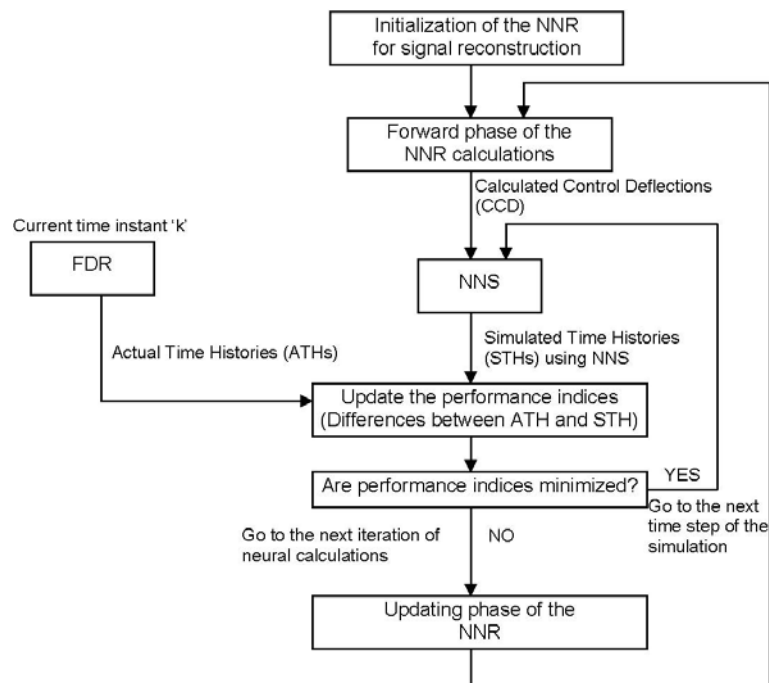 Initialization of the NNR
for signal reconstruction
Forward phase of the
NNR calculations
Calculated Control Deflections
(CCD)
Current time instant 'k'
FDR
NNS
Actual Time Histories (ATHs)
Simulated Time Histories
(STHs) using NNS
Update the performance indices
(Differences between ATH and STH)
Are performance indices minimized?
YES
Go to the next
time step of the
simulation
Go to the next iteration of
neural calculations
NO
Updating phase of the
NNR